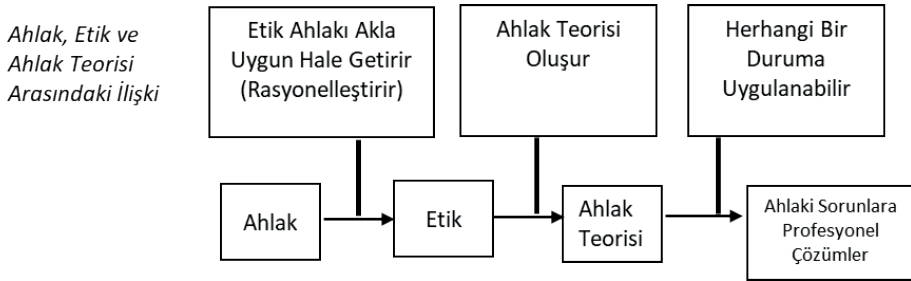 Ahlak, Etik ve
Ahlak Teorisi
Arasındaki İlişki
Etik Ahlakı Akla
Uygun Hale Getirir
(Rasyonelleştirir)
Ahlak Teorisi
Oluşur
Herhangi Bir
Duruma
Uygulanabilir
Ahlak
Etik
Ahlak
Teorisi
Ahlaki Sorunlara
Profesyonel
Çözümler